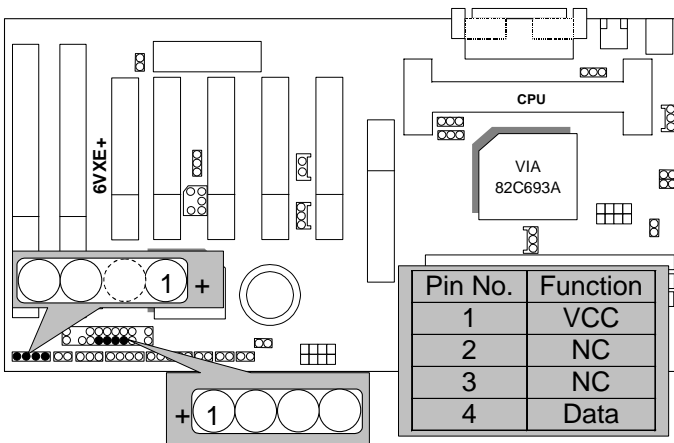 CPU
6VXE+
VIA
82C693A
1 +
Pin No. Function
1 VCC
2 NC
3 NC
4 Data
+ 1